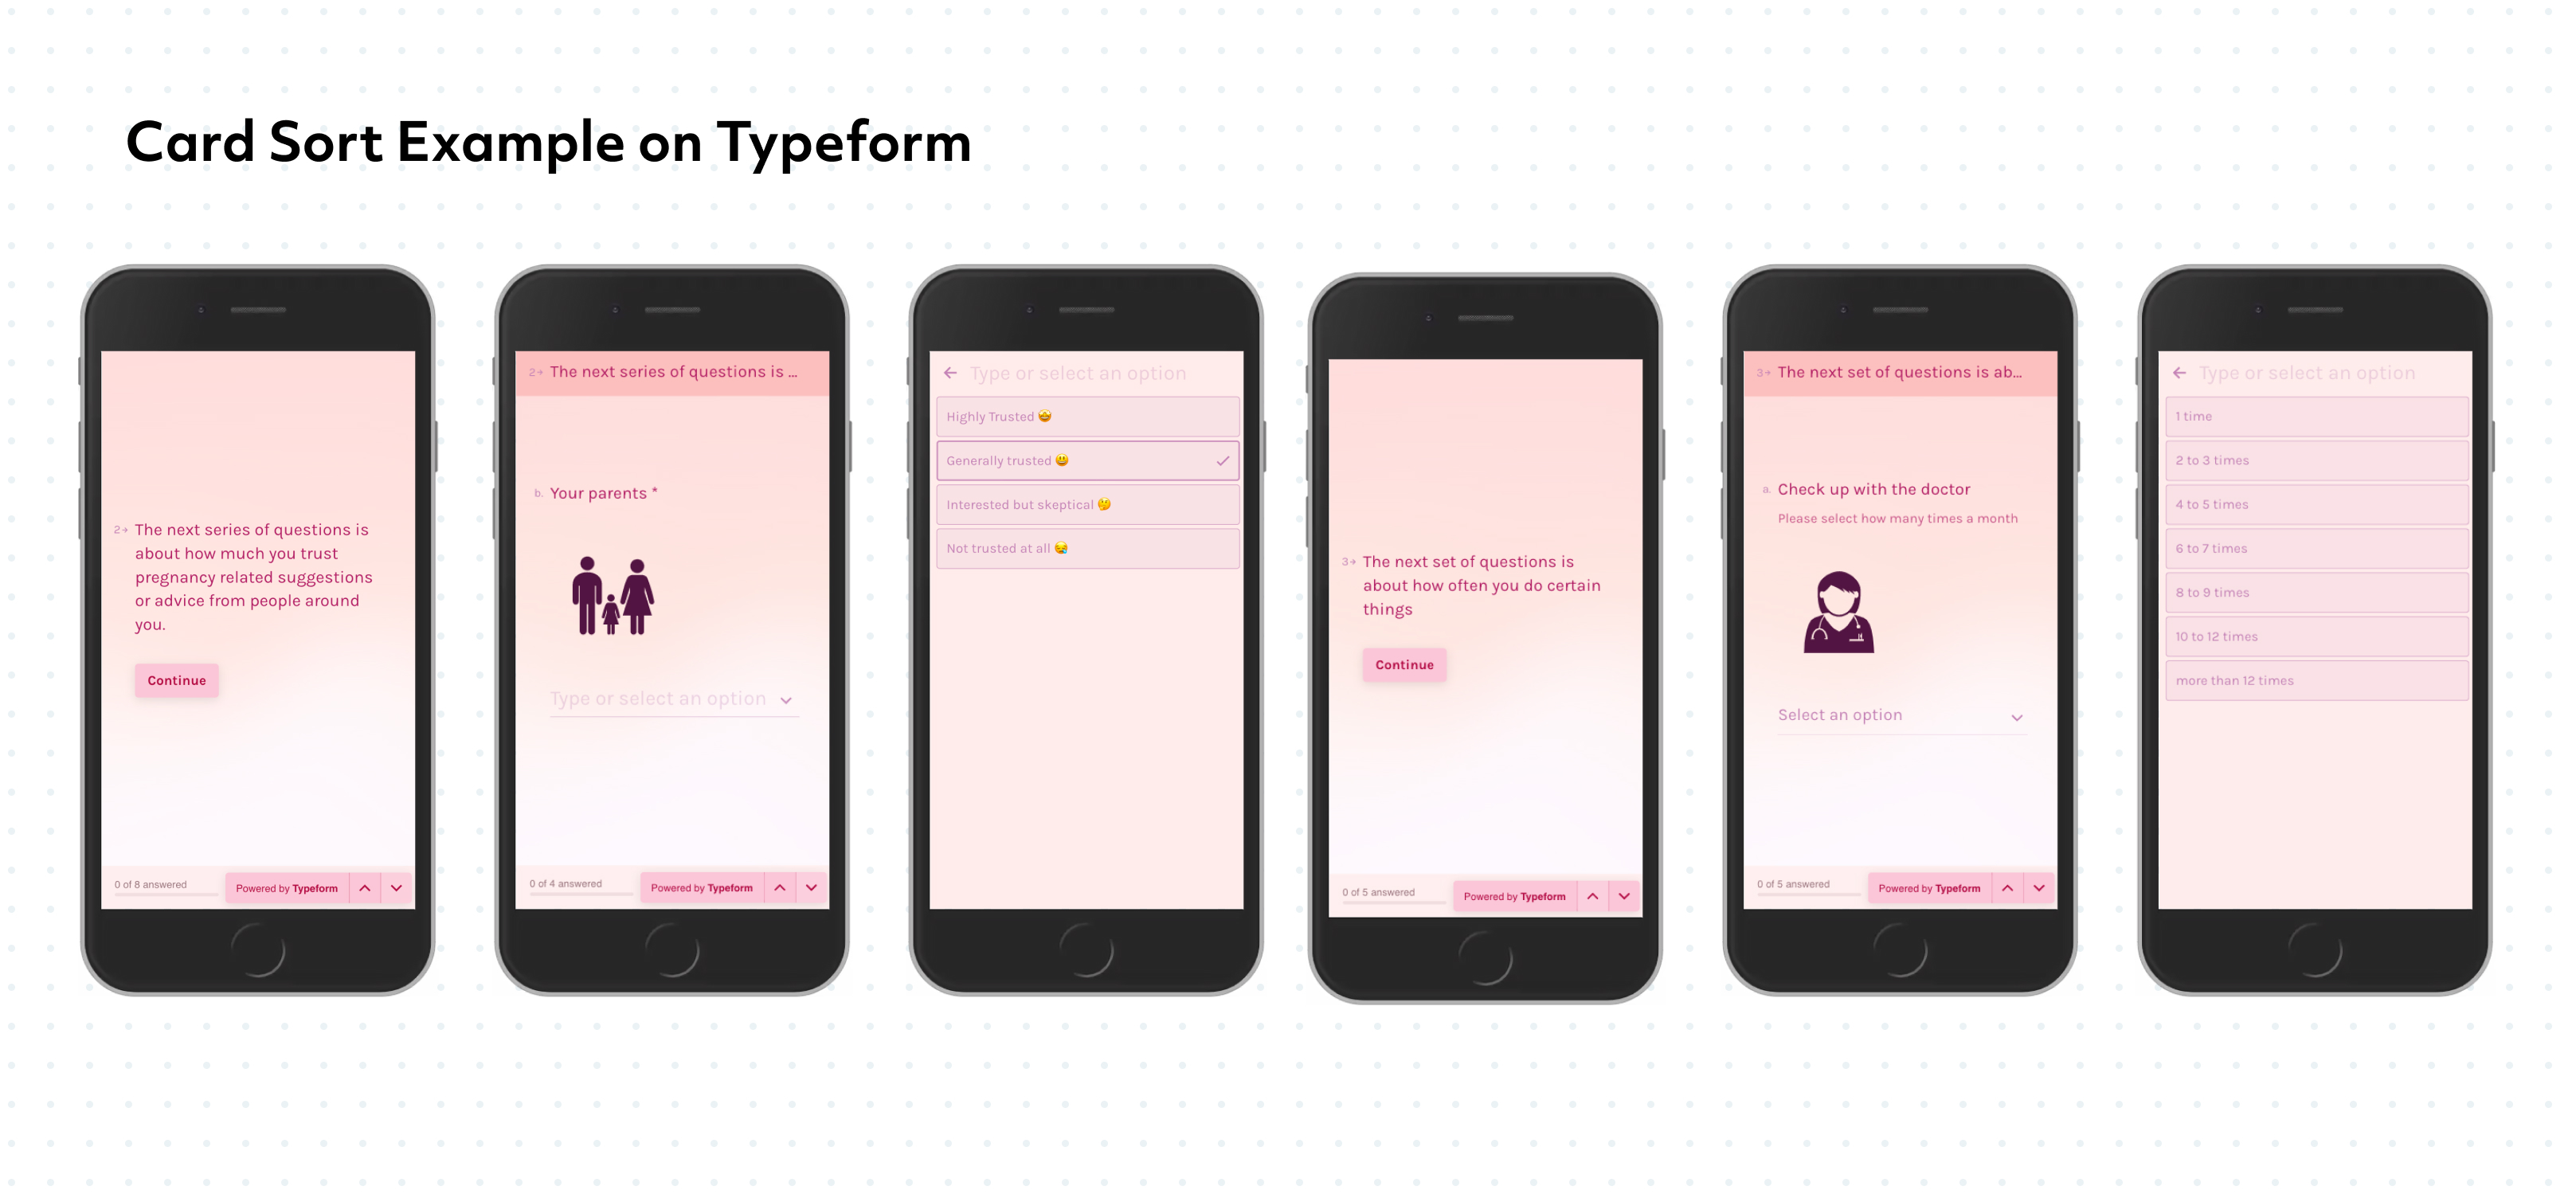 Card Sort Example on Typeform
2→ The next series of questions is
about how much you trust
pregnancy related suggestions
or advice from people around
you.
Continue
0 of 8 answered
Powered by Typeform
2→ The next series of questions is ...
b. Your parents *
Type or select an option
0 of 4 answered
Powered by Typeform
← Type or select an option
Highly Trusted 🤩
Generally trusted 😃
Interested but skeptical 🤔
Not trusted at all 😪
3→ The next set of questions is
about how often you do certain
things
Continue
0 of 5 answered
Powered by Typeform
3→ The next set of questions is ab...
a. Check up with the doctor
Please select how many times a month
Select an option
0 of 5 answered
Powered by Typeform
← Type or select an option
1 time
2 to 3 times
4 to 5 times
6 to 7 times
8 to 9 times
10 to 12 times
more than 12 times